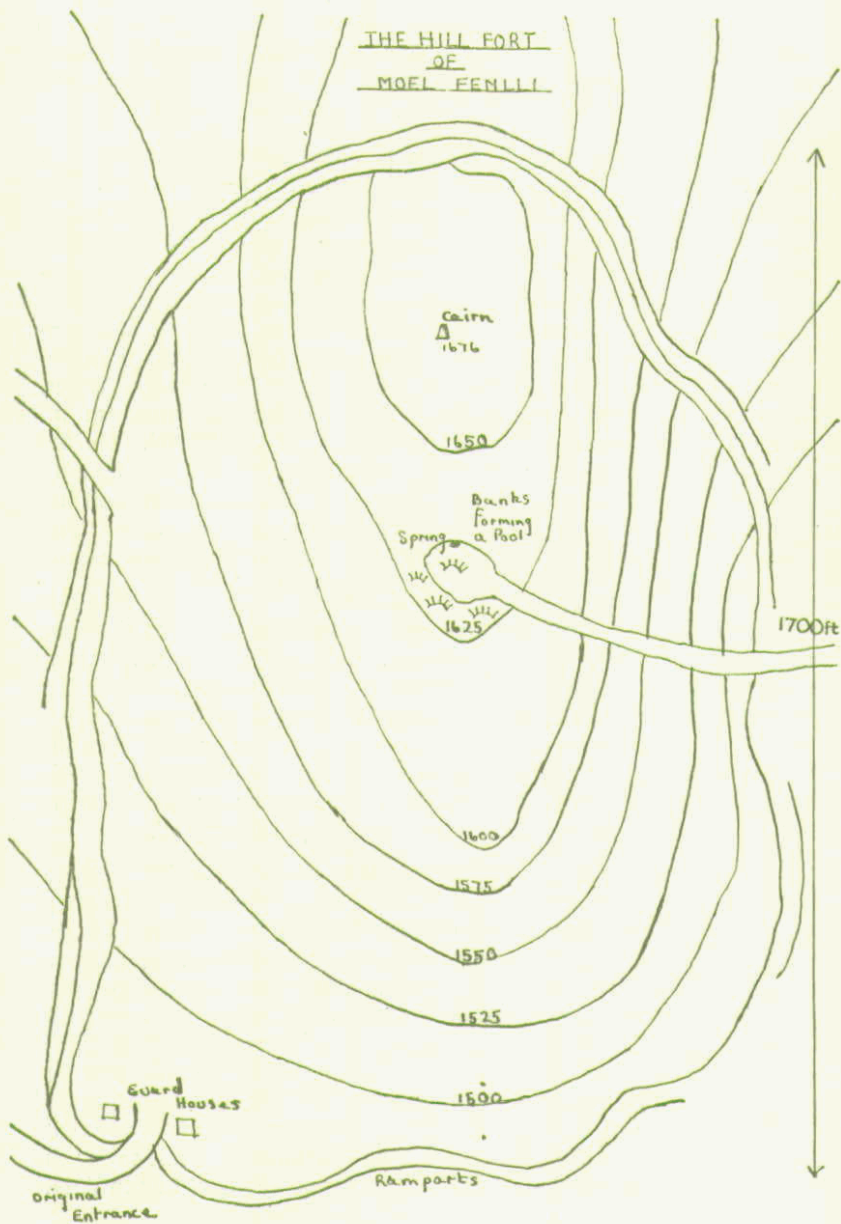 THE HILL FORT
OF
MOEL FENLLI
Cairn
1676
1650
Banks
forming
a Pool
Spring
1625
1700ft
1600
1575
1550
1525
1500
Guard
Houses
Ramparts
Original
Entrance